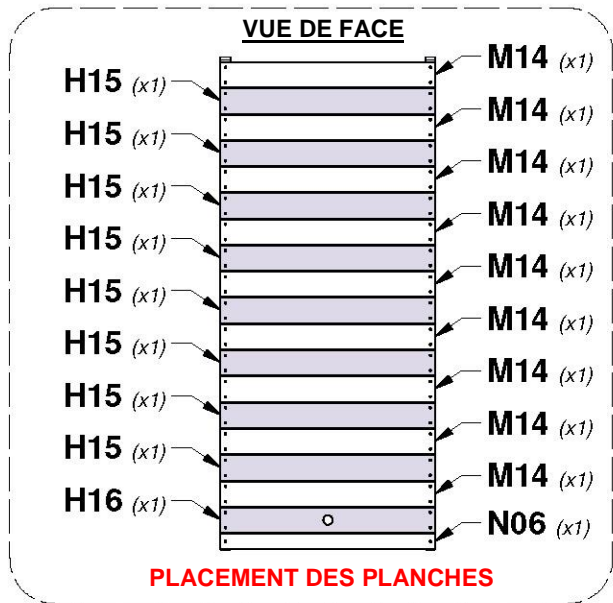 VUE DE FACE
M14 (x1)
H15 (x1)
M14 (x1)
H15 (x1)
M14 (x1)
H15 (x1)
M14 (x1)
H15 (x1)
M14 (x1)
H15 (x1)
M14 (x1)
H15 (x1)
M14 (x1)
H15 (x1)
M14 (x1)
H15 (x1)
M14 (x1)
H16 (x1)
N06 (x1)
PLACEMENT DES PLANCHES